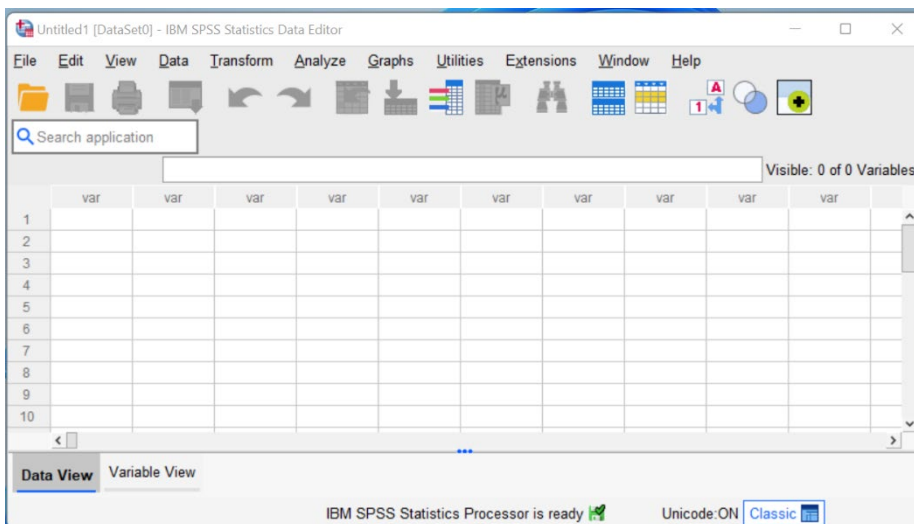 Untitled1 [DataSet0] - IBM SPSS Statistics Data Editor
File Edit View Data Transform Analyze Graphs Utilities Extensions Window Help
A
1
Search application
Visible: 0 of 0 Variables
var var var var var var var var var var
1
2
3
4
5
6
7
8
9
10
Data View Variable View
IBM SPSS Statistics Processor is ready Unicode:ON Classic